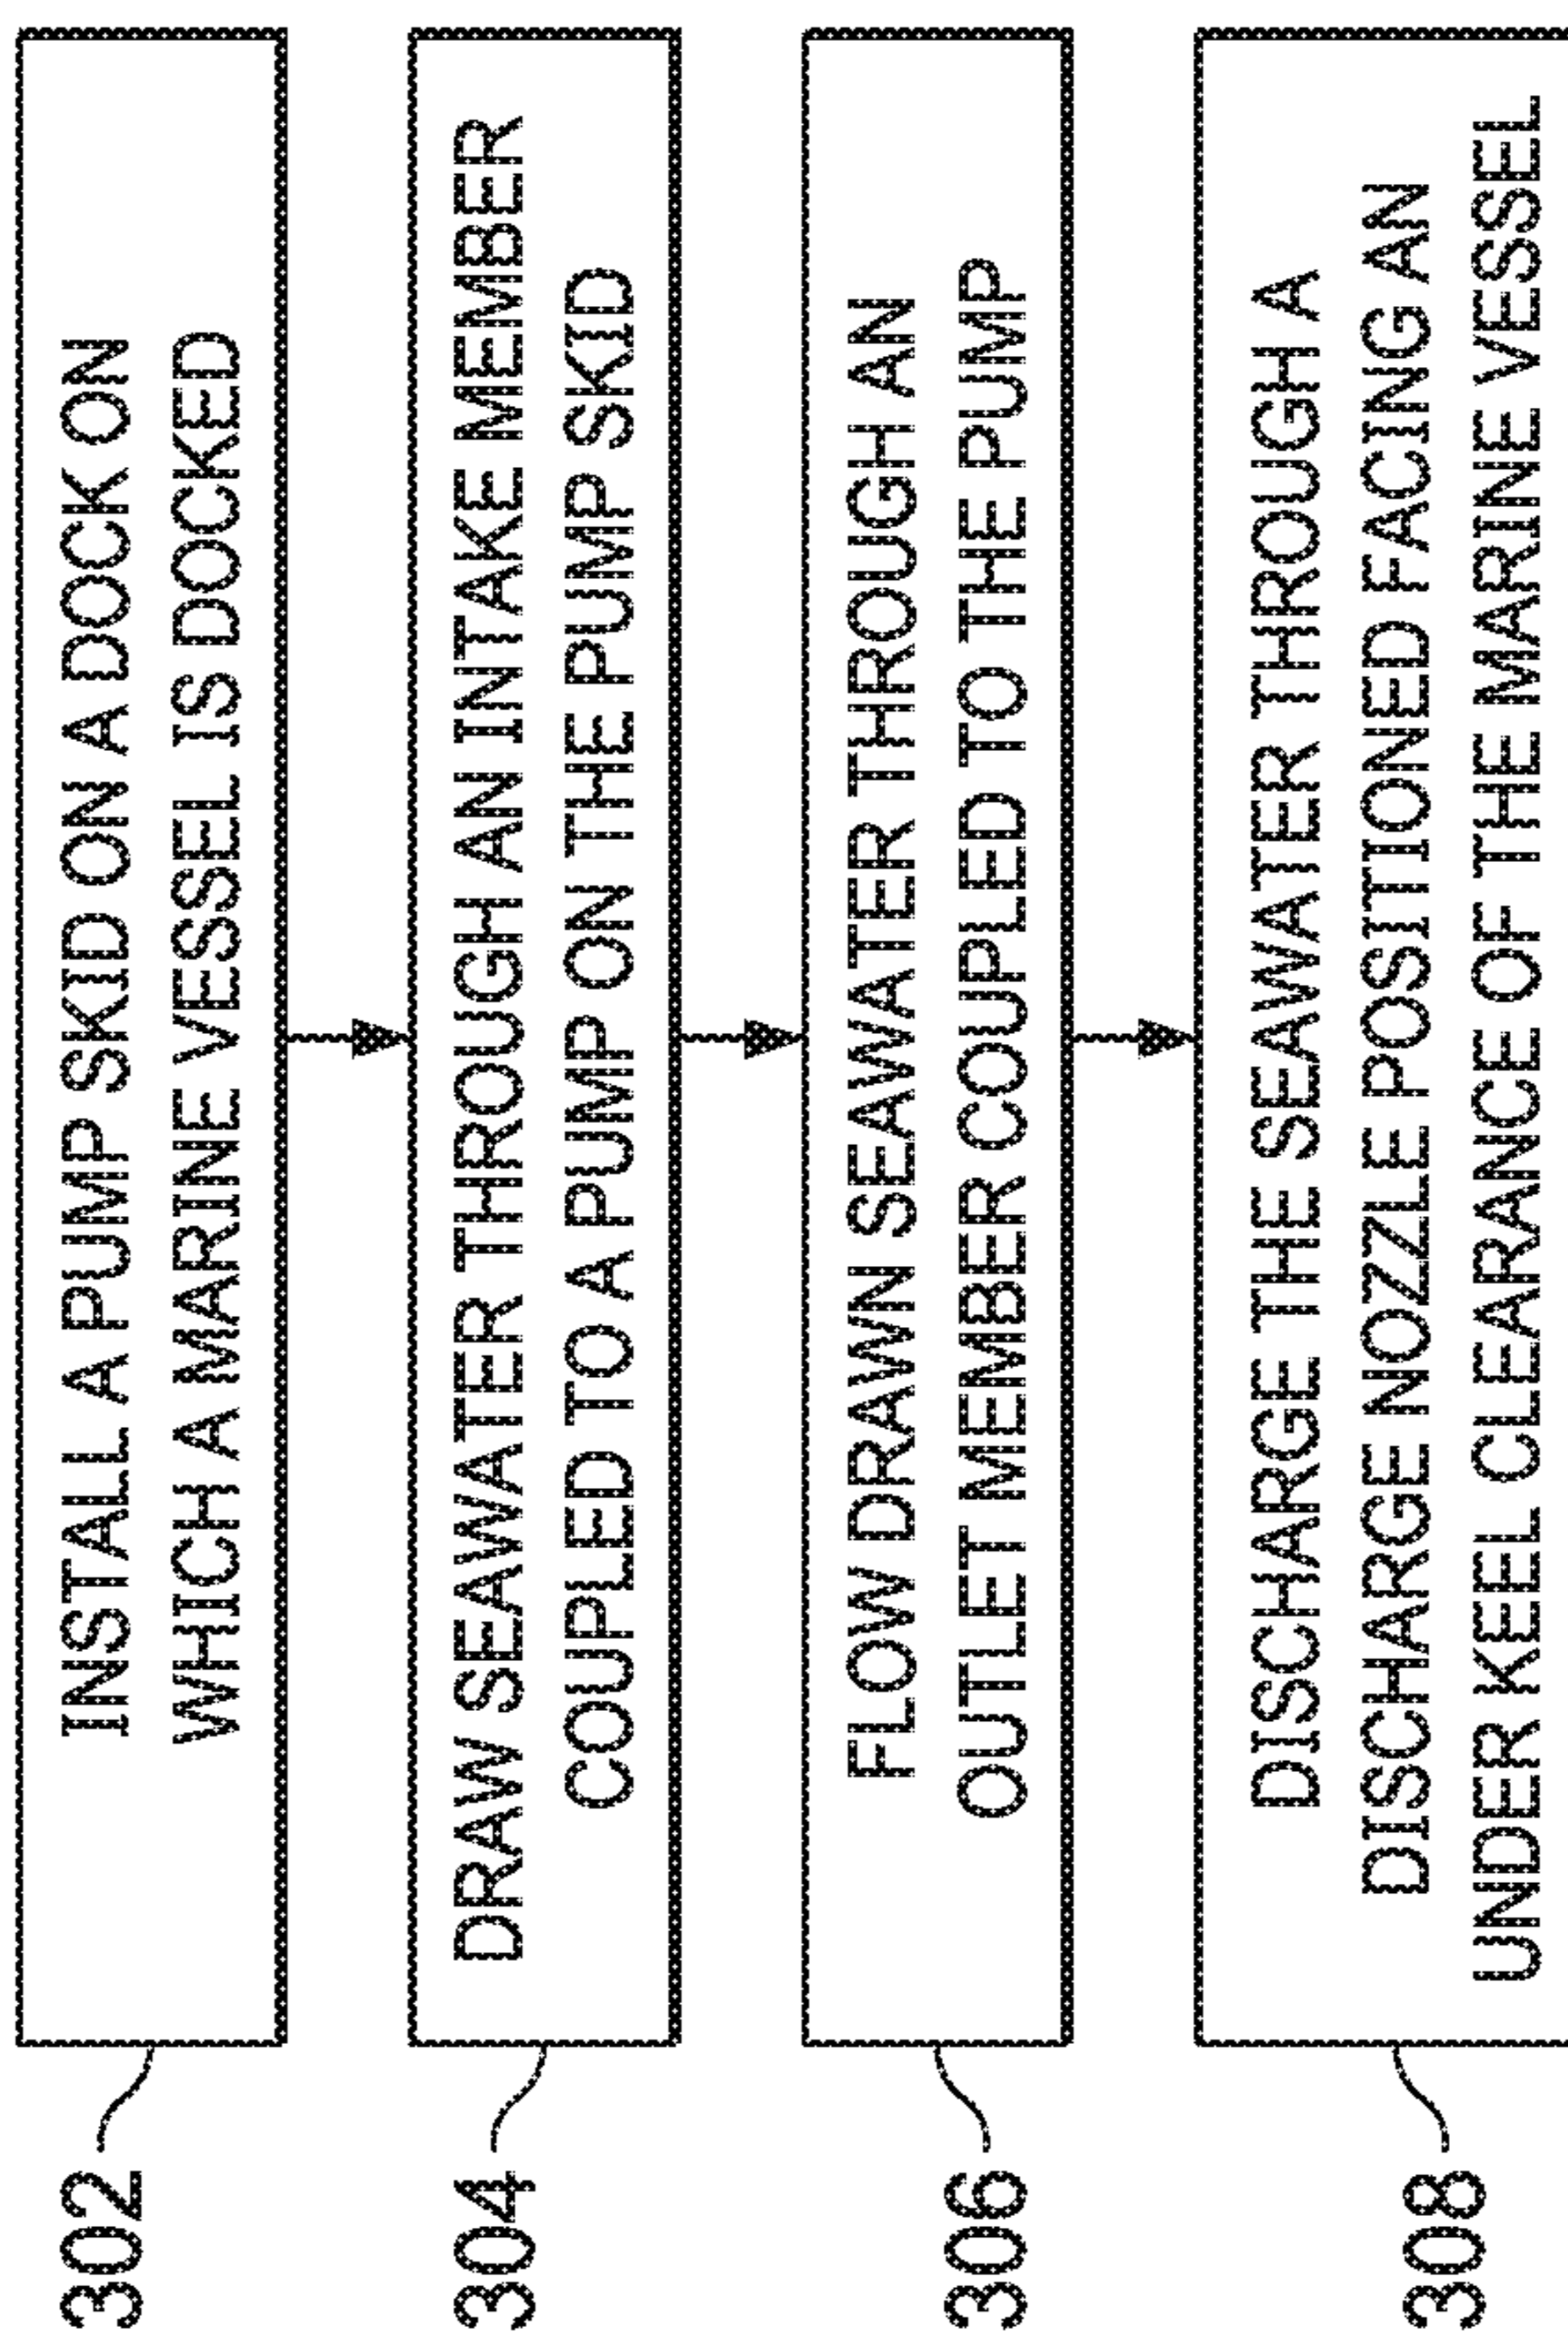 302
INSTALL A PUMP SKID ON A DOCK ON
WHICH A MARINE VESSEL IS DOCKED
304
DRAW SEAWATER THROUGH AN INTAKE MEMBER
COUPLED TO A PUMP ON THE PUMP SKID
306
FLOW DRAWN SEAWATER THROUGH AN
OUTLET MEMBER COUPLED TO THE PUMP
308
DISCHARGE THE SEAWATER THROUGH A
DISCHARGE NOZZLE POSITIONED FACING AN
UNDER KEEL CLEARANCE OF THE MARINE VESSEL